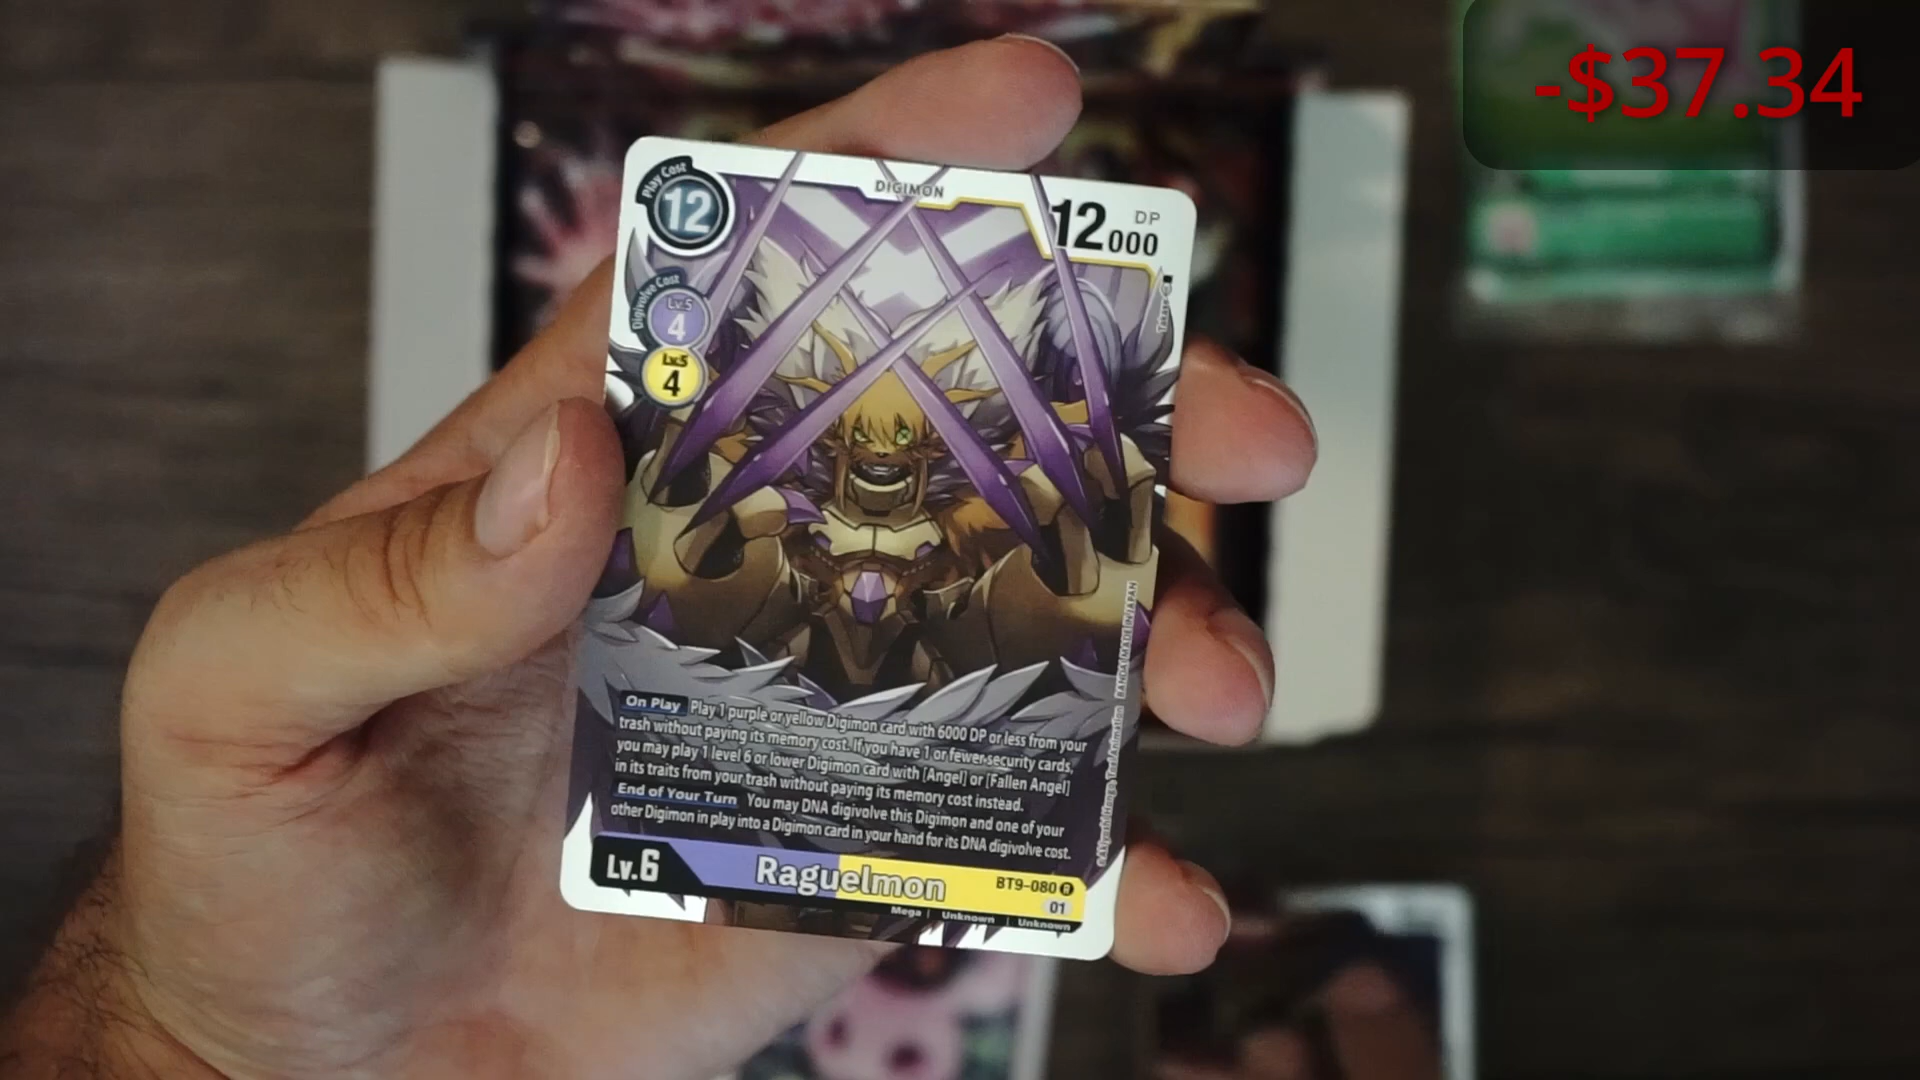 -$37.34
Play Cost
12
DIGIMON
12000
DP
Digivolve Cost
Lv.5
4
Lv.5
4
On Play Play 1 purple or yellow Digimon card with 6000 DP or less from your
trash without paying its memory cost. If you have 1 or fewer security cards,
you may play 1 level 6 or lower Digimon card with [Angel] or [Fallen Angel]
in its traits from your trash without paying its memory cost instead.
End of Your Turn You may DNA digivolve this Digimon and one of your
other Digimon in play into a Digimon card in your hand for its DNA digivolve cost.
Lv.6
Raguelmon
BT9-080 R
01
Mega | Unknown | Unknown
©Akiyoshi Hongo, Toei Animation BANDAI MADE IN JAPAN